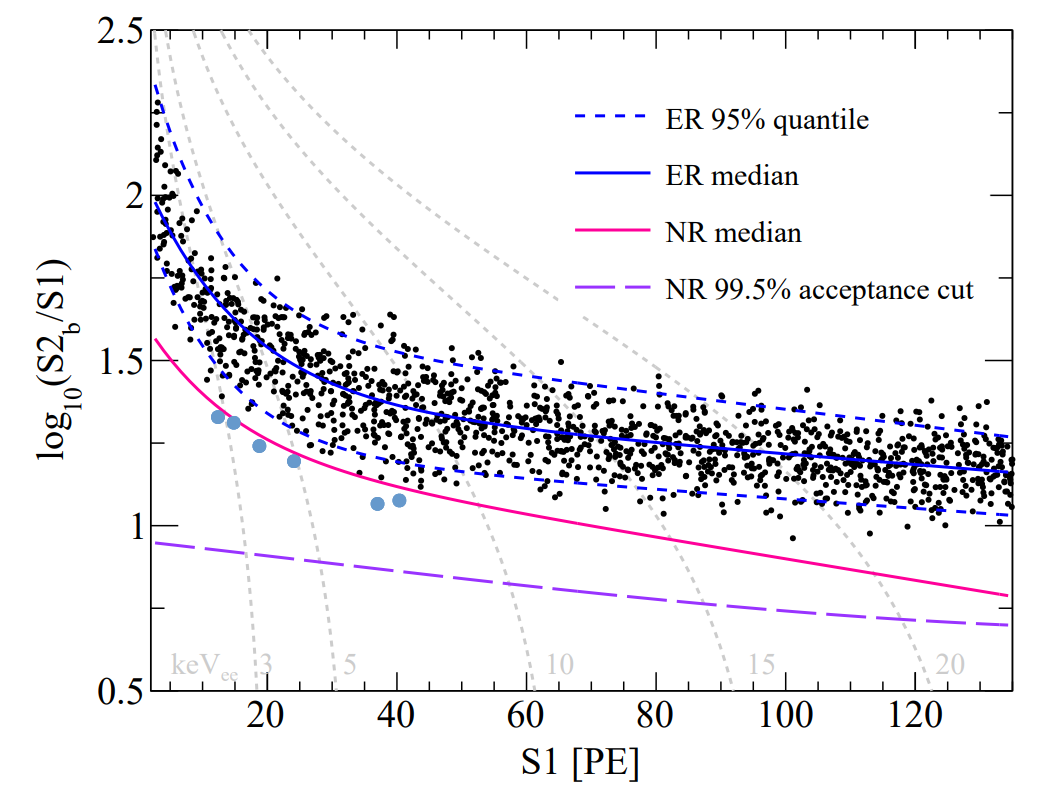 2.5
ER 95% quantile
ER median
NR median
NR 99.5% acceptance cut
2
1.5
1
0.5
log10(S2b/S1)
keVee 3 5 10 15 20
20 40 60 80 100 120
S1 [PE]